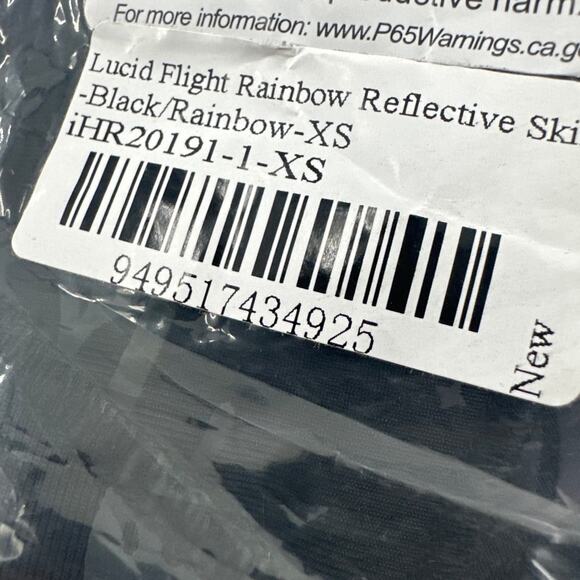 For more information: www.P65Warnings.ca.go
Lucid Flight Rainbow Reflective Ski
-Black/Rainbow-XS
iHR20191-1-XS
949517434925
New